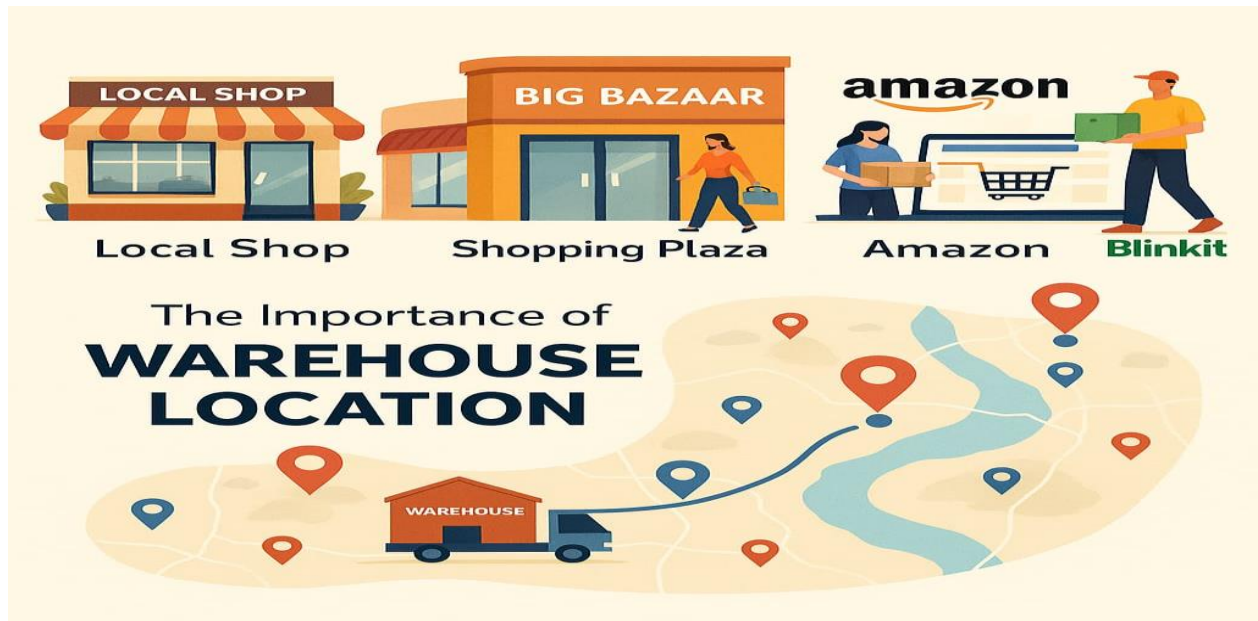 LOCAL SHOP
BIG BAZAAR
amazon
Local Shop
Shopping Plaza
Amazon
Blinkit
The Importance of
WAREHOUSE
LOCATION
WAREHOUSE